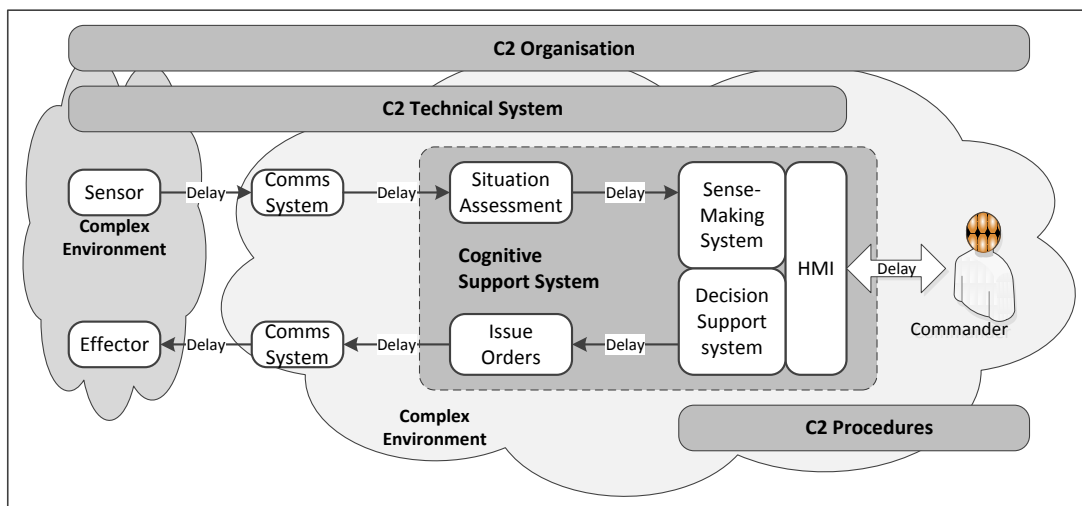 C2 Organisation
C2 Technical System
Sensor
Delay
Comms
System
Delay
Situation
Assessment
Delay
Sense-
Making
System
HMI
Delay
Commander
Complex
Environment
Cognitive
Support System
Effector
Delay
Comms
System
Delay
Issue
Orders
Delay
Decision
Support
system
Complex
Environment
C2 Procedures